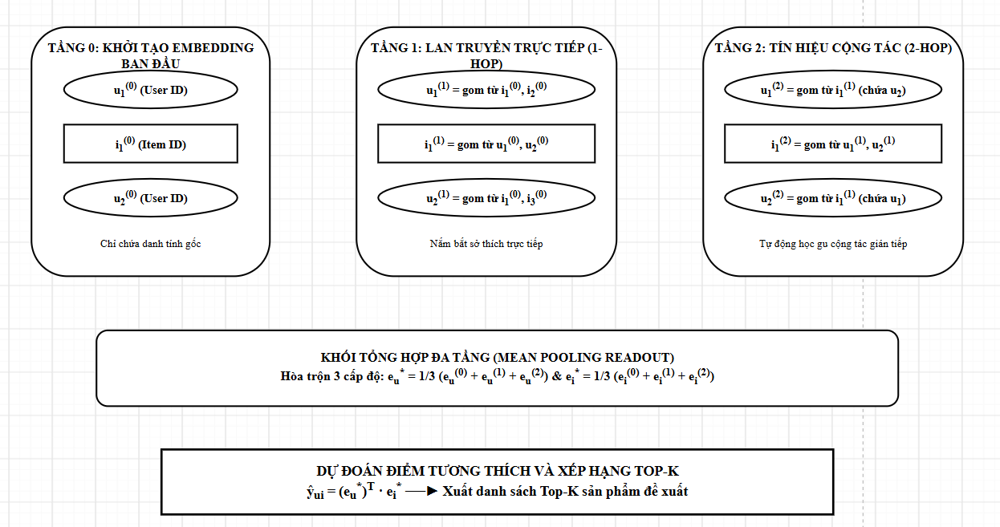 TẦNG 0: KHỞI TẠO EMBEDDING
BAN ĐẦU
u₁⁽⁰⁾ (User ID)
i₁⁽⁰⁾ (Item ID)
u₂⁽⁰⁾ (User ID)
Chỉ chứa danh tính gốc
TẦNG 1: LAN TRUYỀN TRỰC TIẾP (1-
HOP)
u₁⁽¹⁾ = gom từ i₁⁽⁰⁾, i₂⁽⁰⁾
i₁⁽¹⁾ = gom từ u₁⁽⁰⁾, u₂⁽⁰⁾
u₂⁽¹⁾ = gom từ i₁⁽⁰⁾, i₃⁽⁰⁾
Nắm bắt sở thích trực tiếp
TẦNG 2: TÍN HIỆU CỘNG TÁC (2-HOP)
u₁⁽²⁾ = gom từ i₁⁽¹⁾ (chứa u₂)
i₁⁽²⁾ = gom từ u₁⁽¹⁾, u₂⁽¹⁾
u₂⁽²⁾ = gom từ i₁⁽¹⁾ (chứa u₁)
Tự động học gu cộng tác gián tiếp
KHỐI TỔNG HỢP ĐA TẦNG (MEAN POOLING READOUT)
Hòa trộn 3 cấp độ: eᵤ* = 1/3 (eᵤ⁽⁰⁾ + eᵤ⁽¹⁾ + eᵤ⁽²⁾) & eᵢ* = 1/3 (eᵢ⁽⁰⁾ + eᵢ⁽¹⁾ + eᵢ⁽²⁾)
DỰ ĐOÁN ĐIỂM TƯƠNG THÍCH VÀ XẾP HẠNG TOP-K
ŷᵤᵢ = (eᵤ*)ᵀ · eᵢ* ──► Xuất danh sách Top-K sản phẩm đề xuất